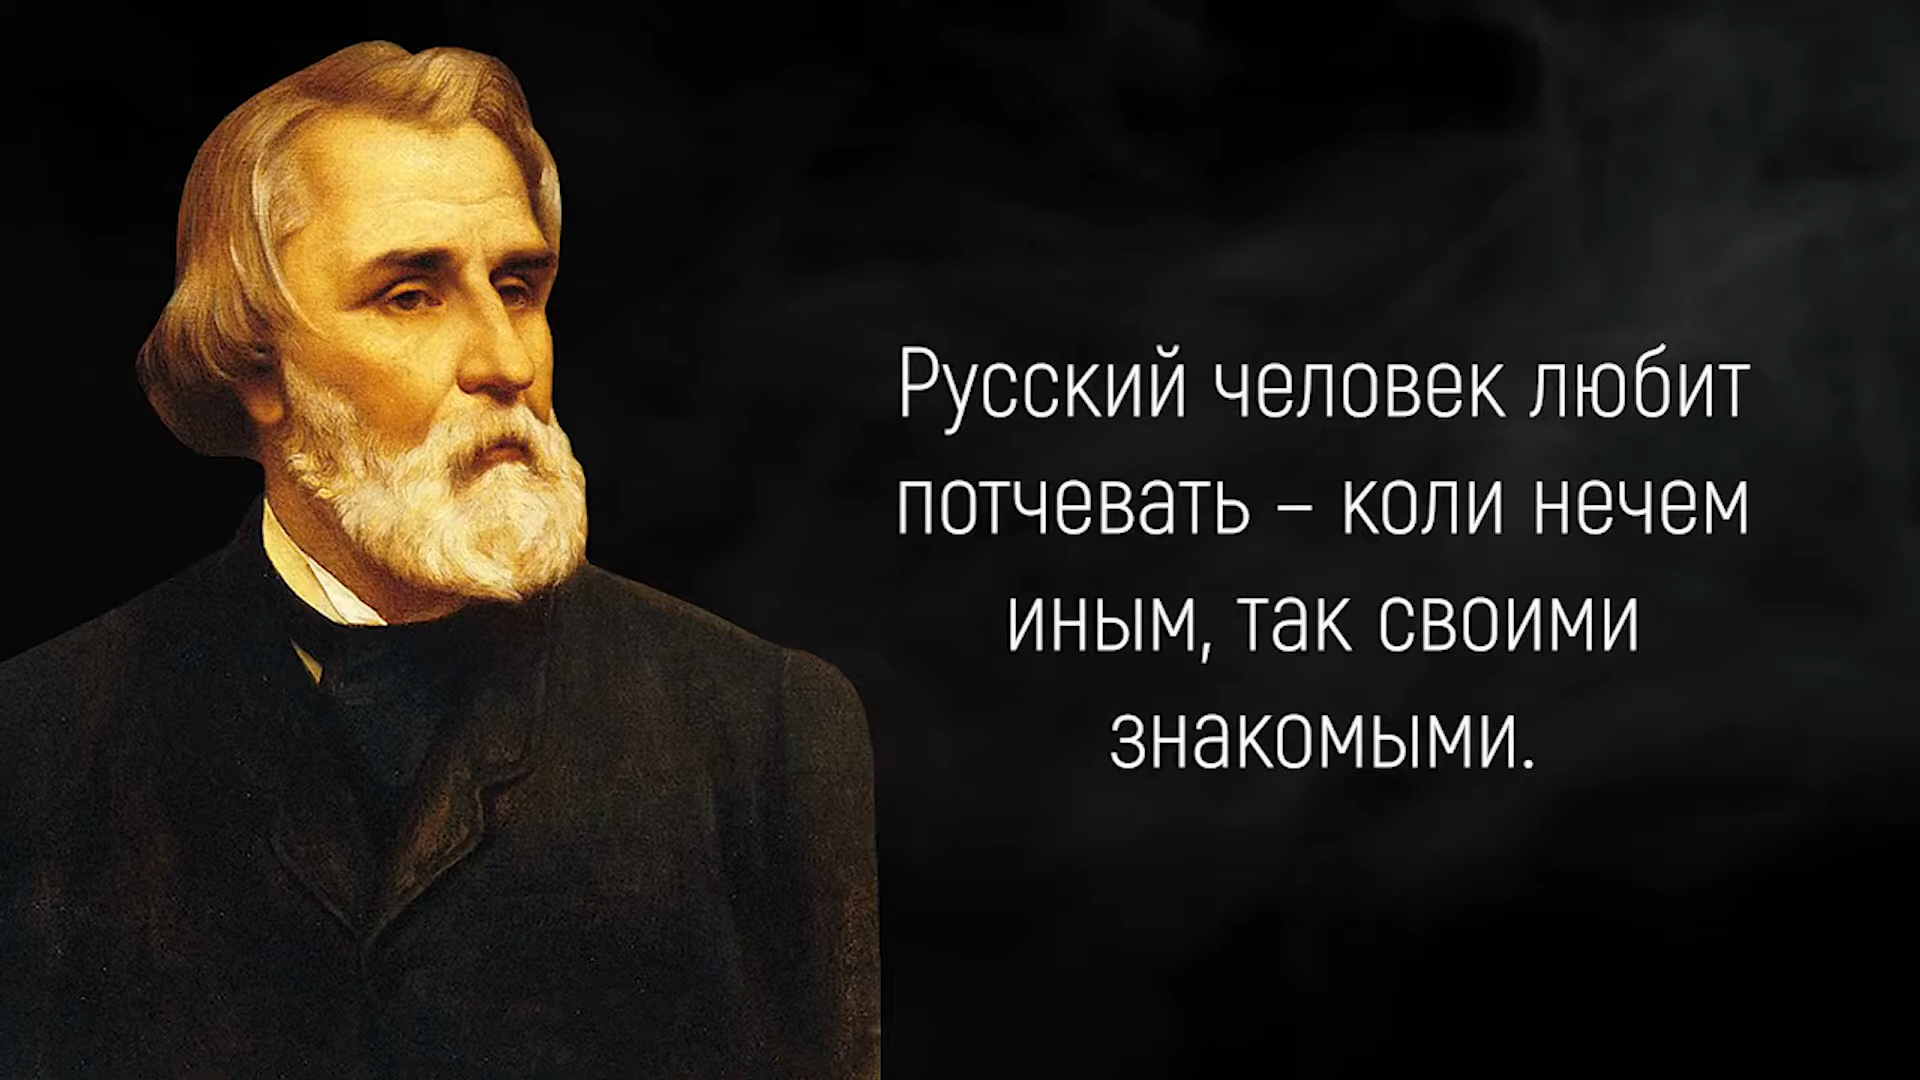 Русский человек любит
потчевать – коли нечем
иным, так своими
знакомыми.